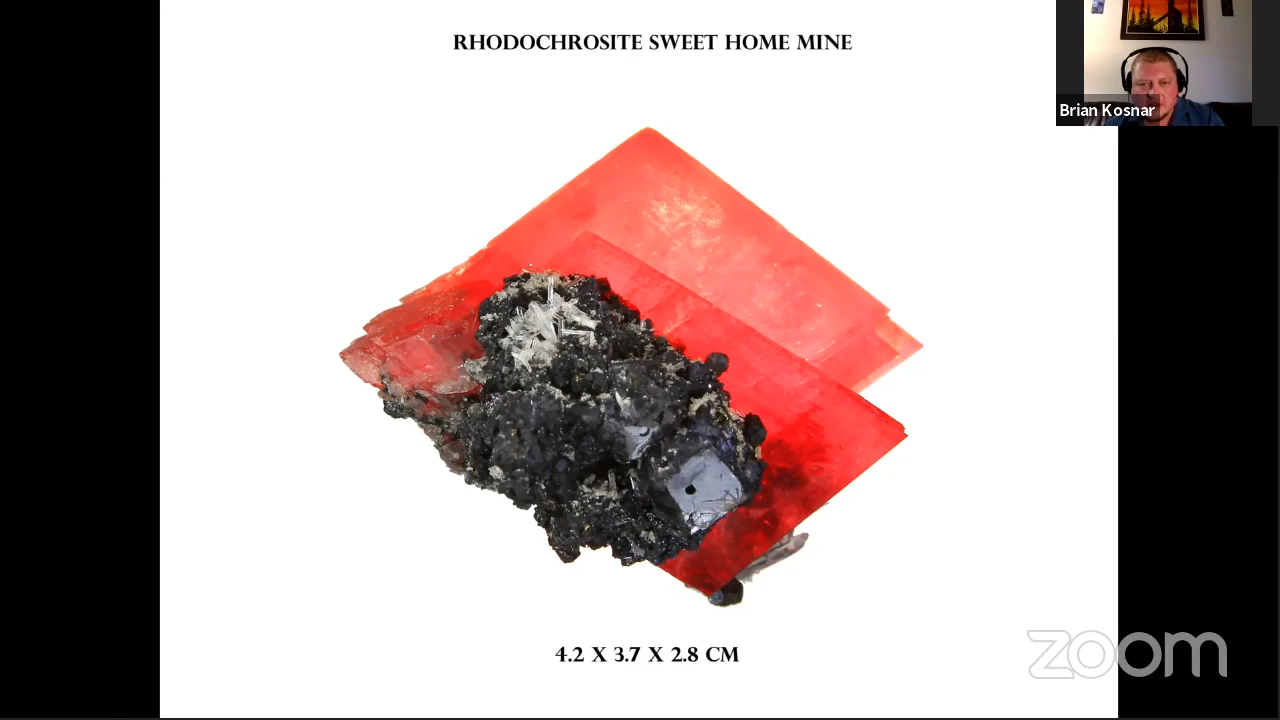 RHODOCHROSITE SWEET HOME MINE
Brian Kosnar
4.2 X 3.7 X 2.8 CM
zoom